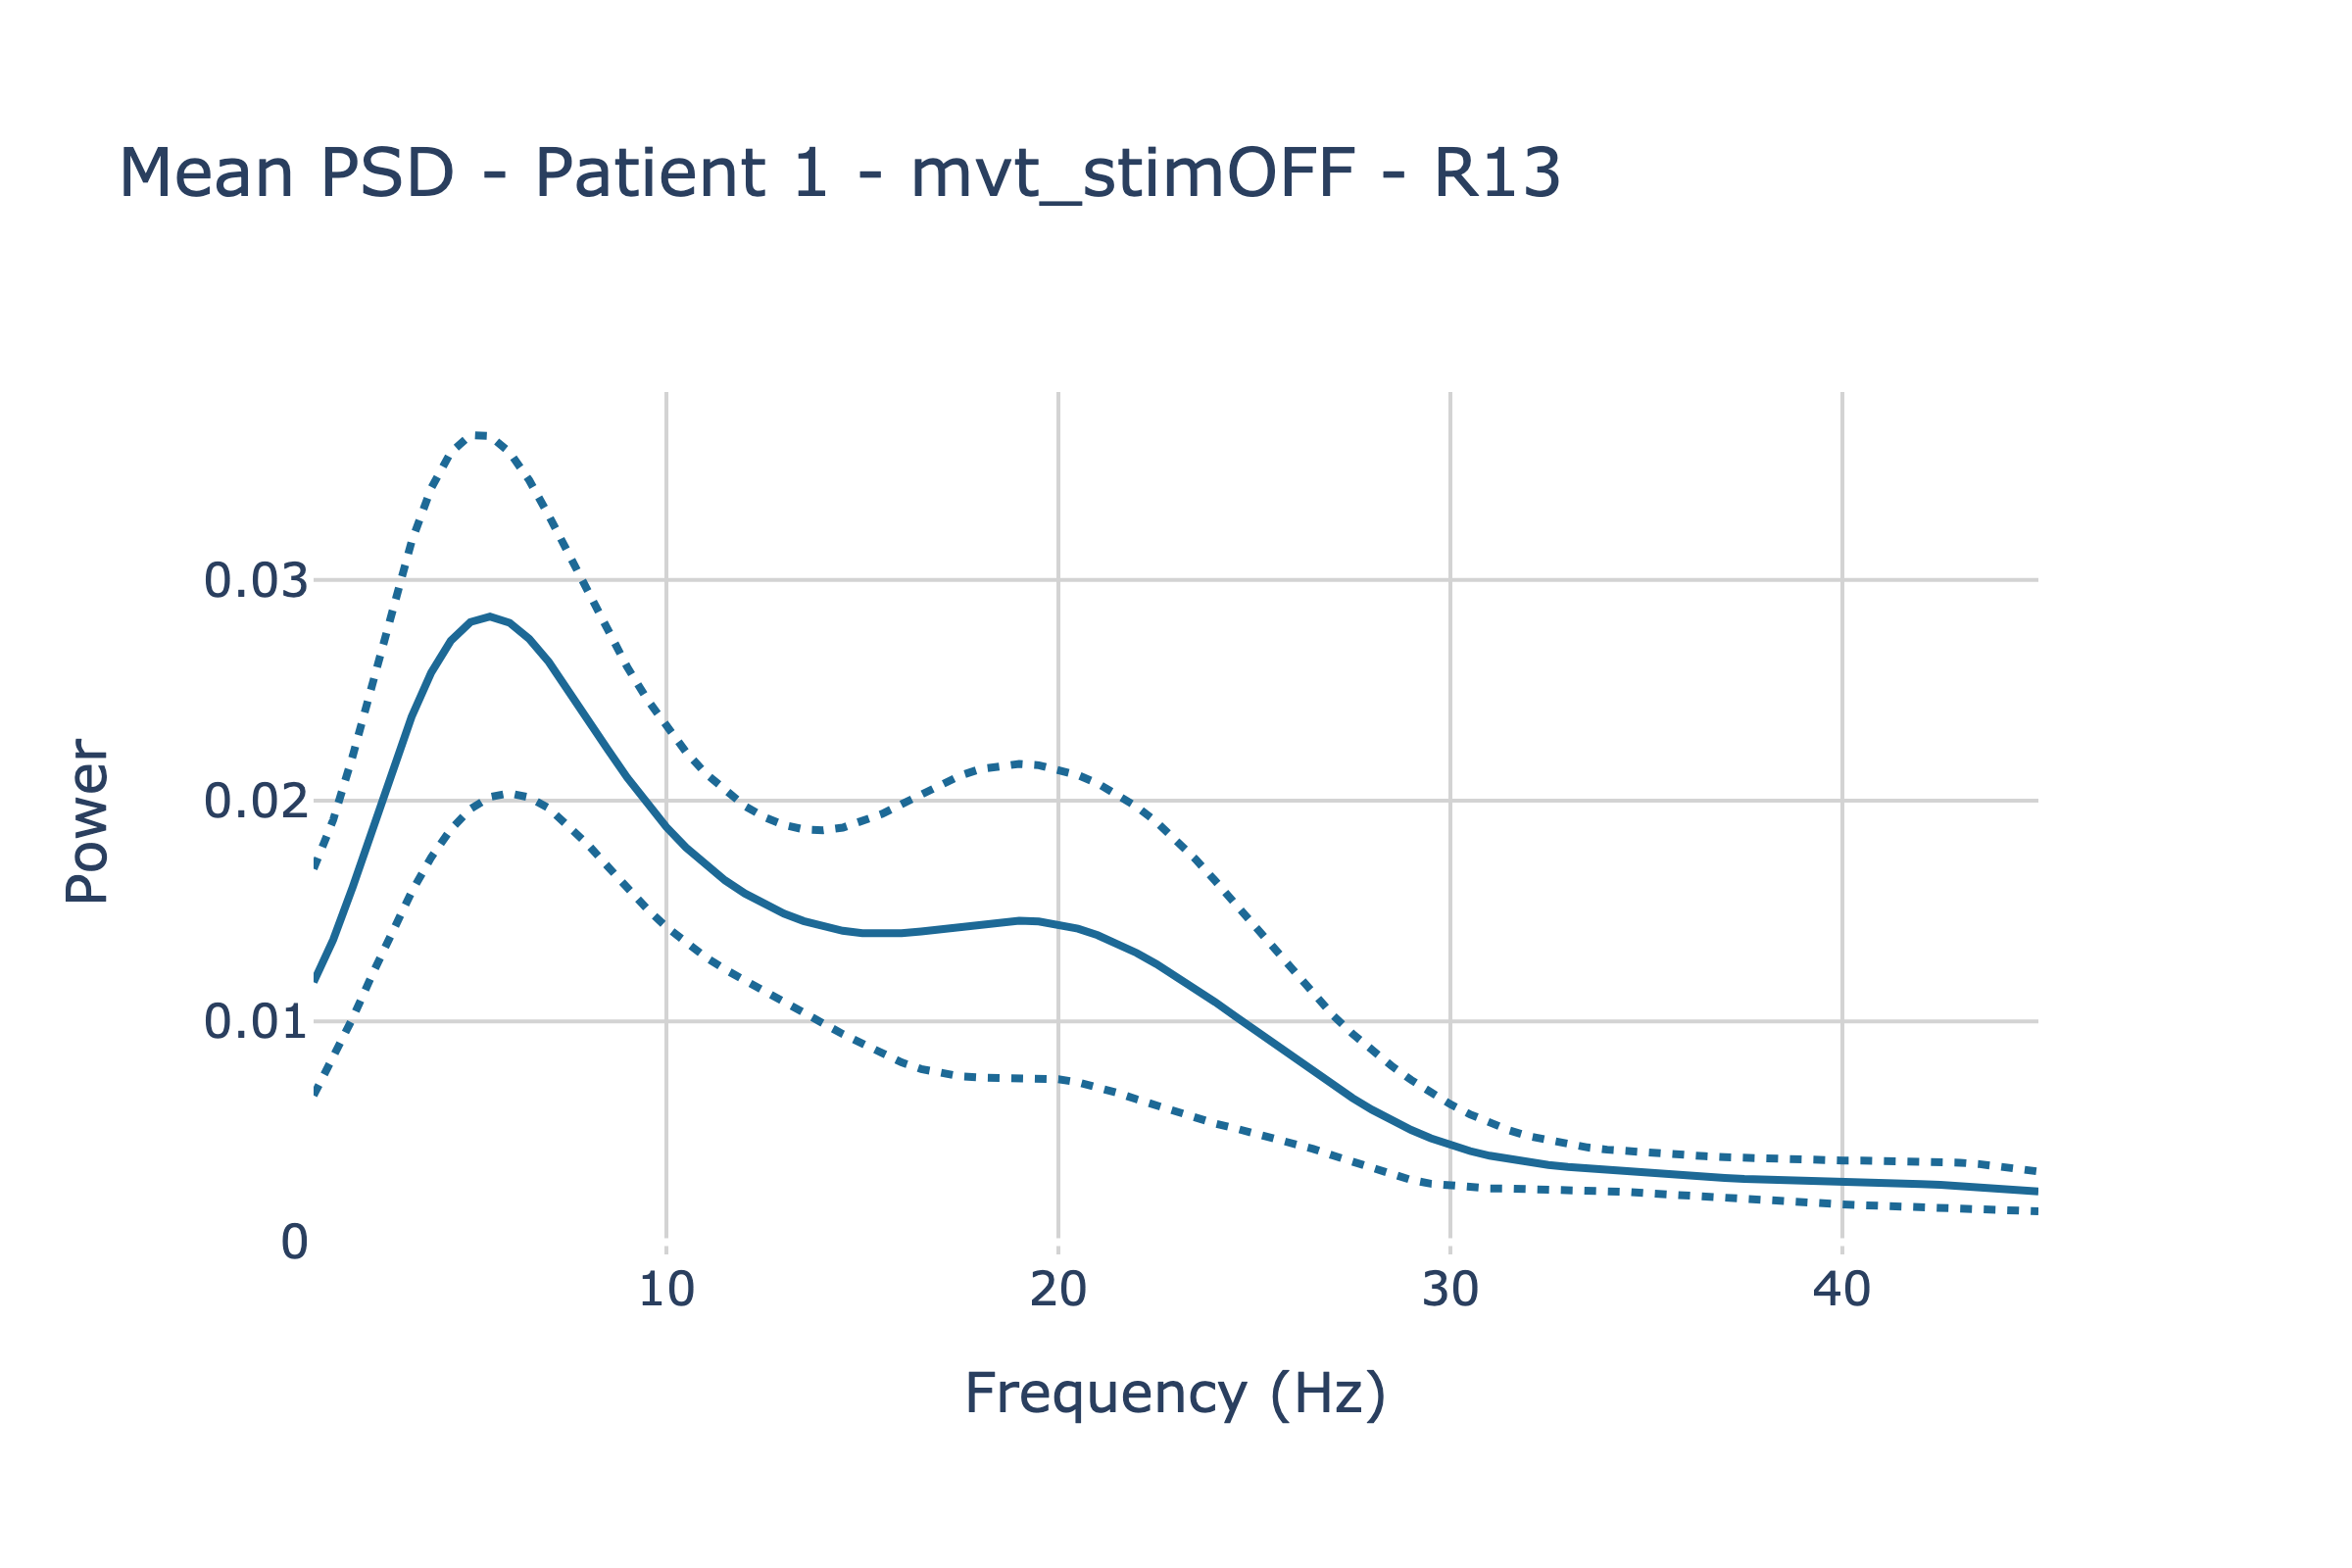 Mean PSD - Patient 1 - mvt_stimOFF - R13
0.03
0.02
0.01
0
Power
10 20 30 40
Frequency (Hz)